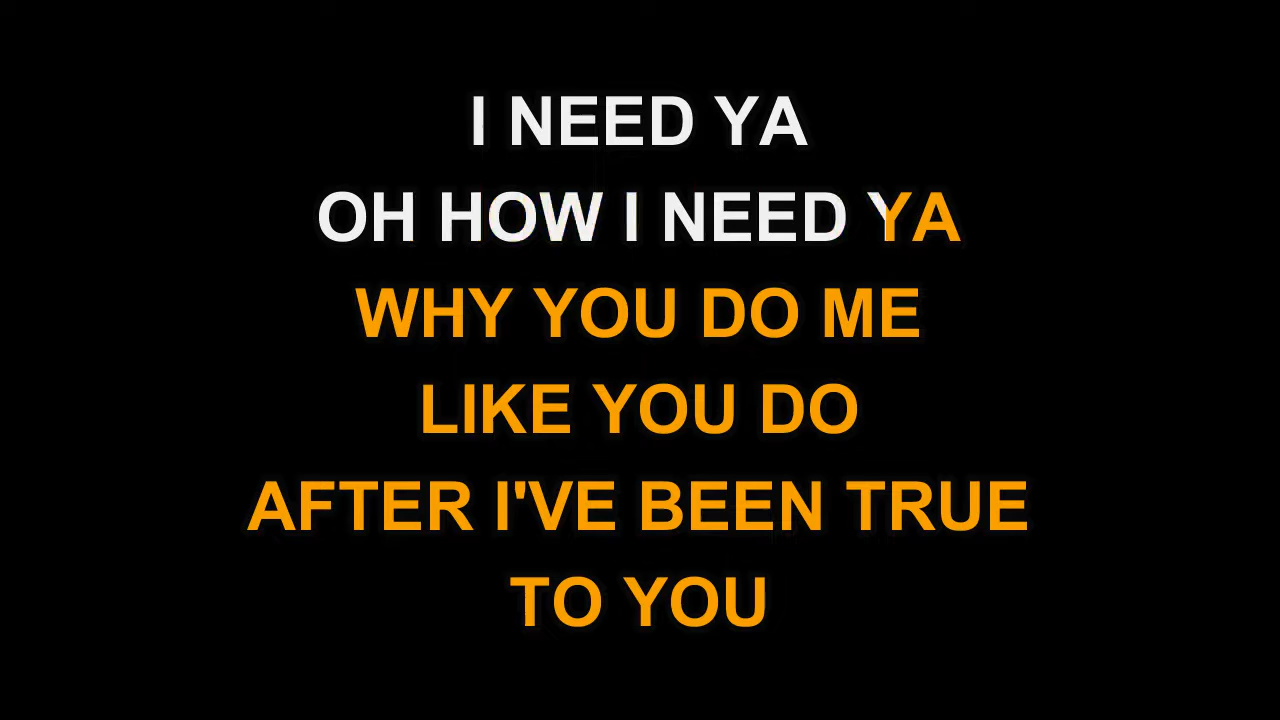 I NEED YA
OH HOW I NEED YA
WHY YOU DO ME
LIKE YOU DO
AFTER I'VE BEEN TRUE
TO YOU